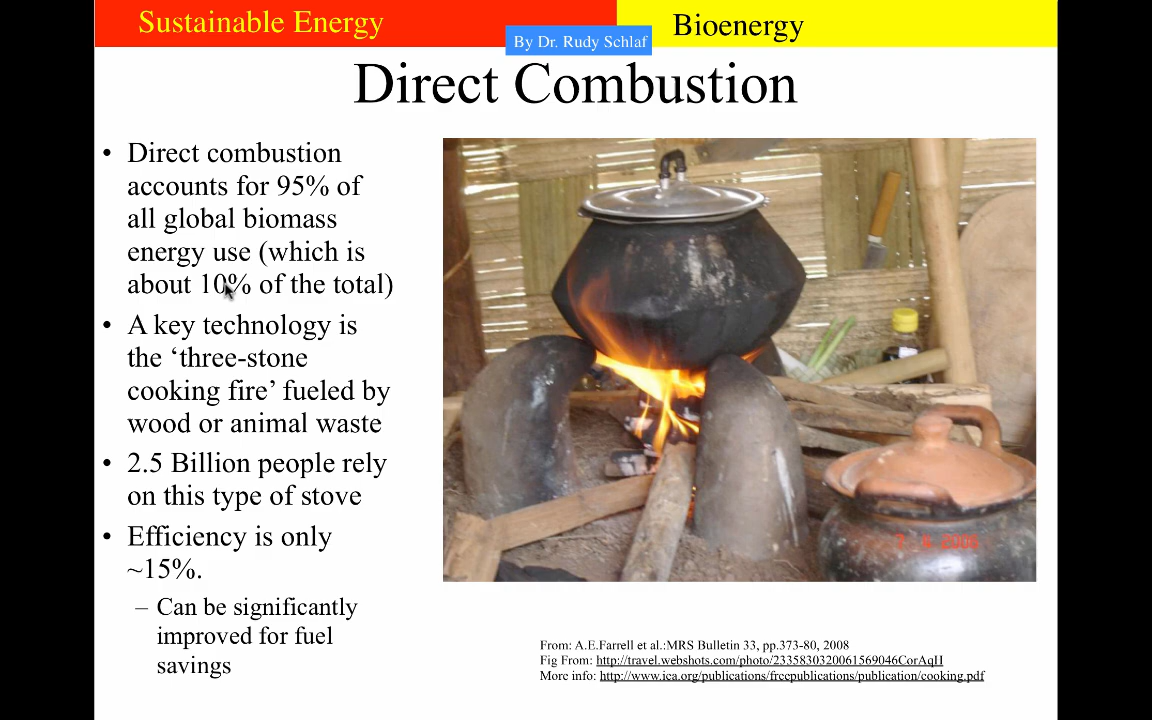 Sustainable Energy
Bioenergy
By Dr. Rudy Schlaf
Direct Combustion
• Direct combustion
accounts for 95% of
all global biomass
energy use (which is
about 10% of the total)
• A key technology is
the ‘three-stone
cooking fire’ fueled by
wood or animal waste
• 2.5 Billion people rely
on this type of stove
• Efficiency is only
~15%.
– Can be significantly
improved for fuel
savings
From: A.E.Farrell et al.:MRS Bulletin 33, pp.373-80, 2008
Fig From: http://travel.webshots.com/photo/2335830320061569046CorAqH
More info: http://www.ica.org/publications/freepublications/publication/cooking.pdf